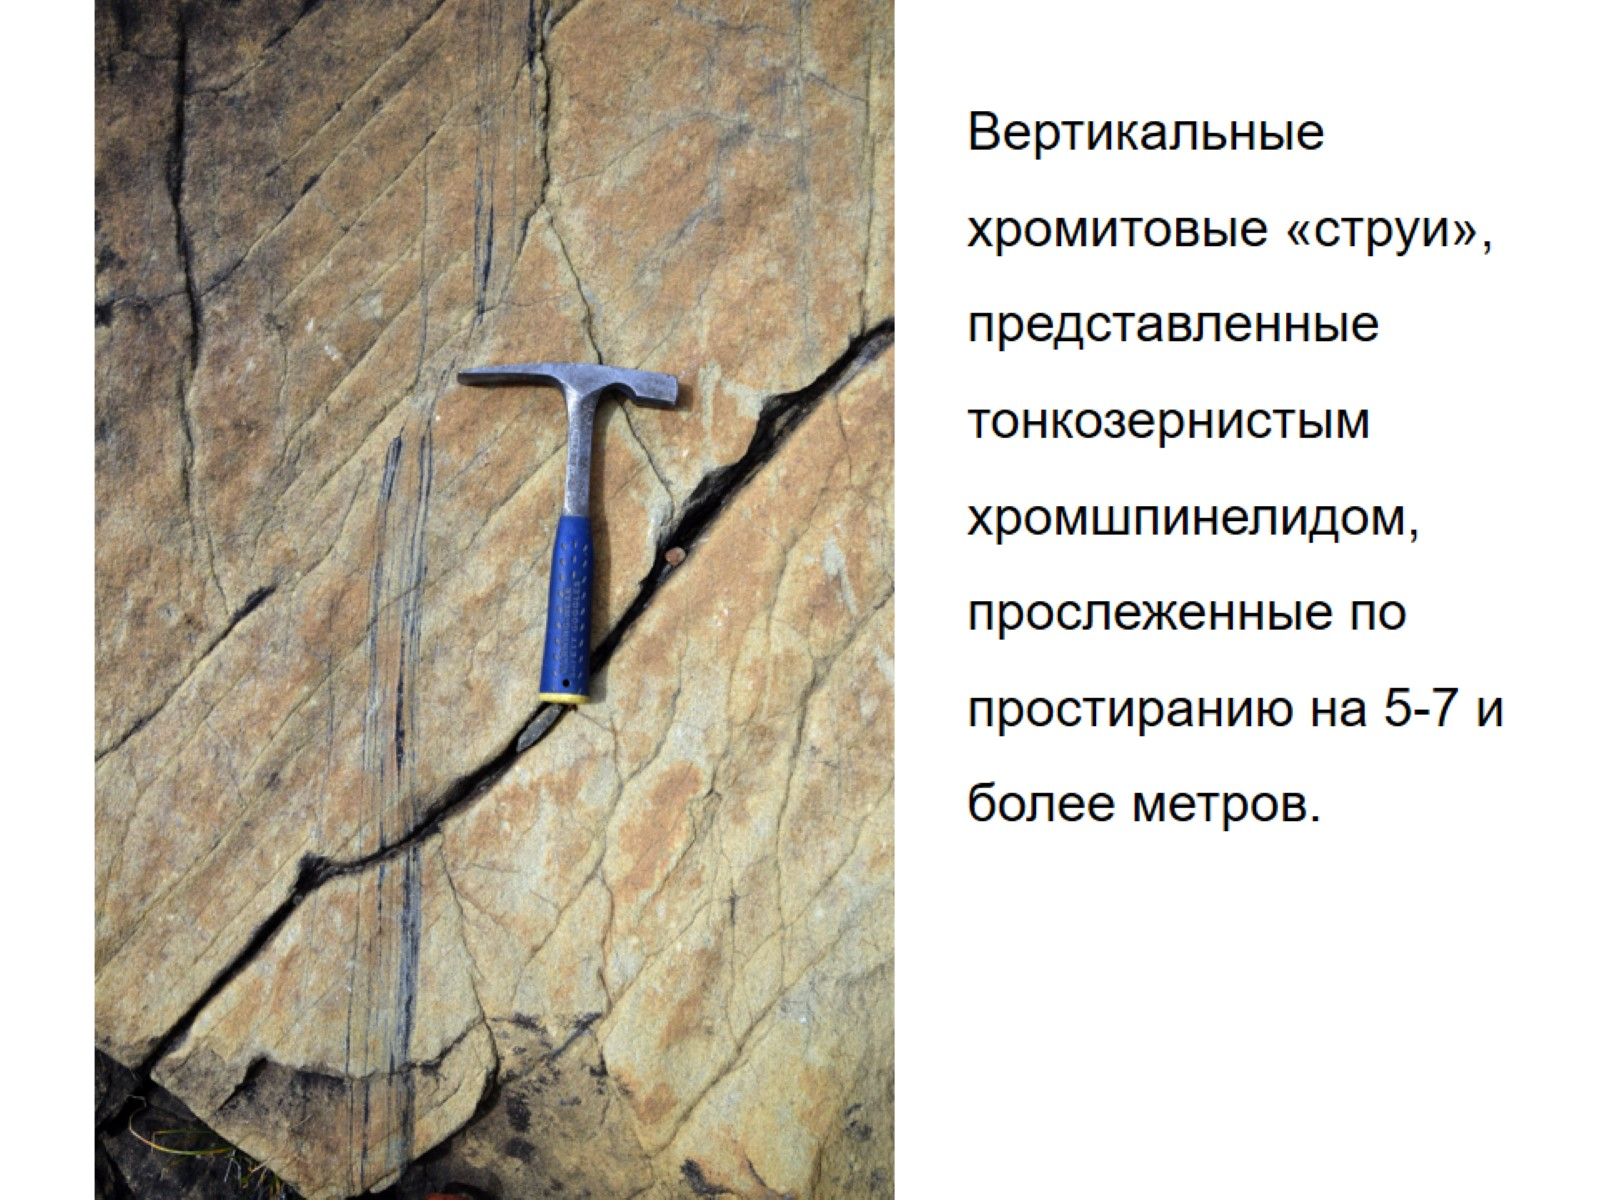 Вертикальные
хромитовые «струи»,
представленные
тонкозернистым
хромшпинелидом,
прослеженные по
простиранию на 5-7 и
более метров.